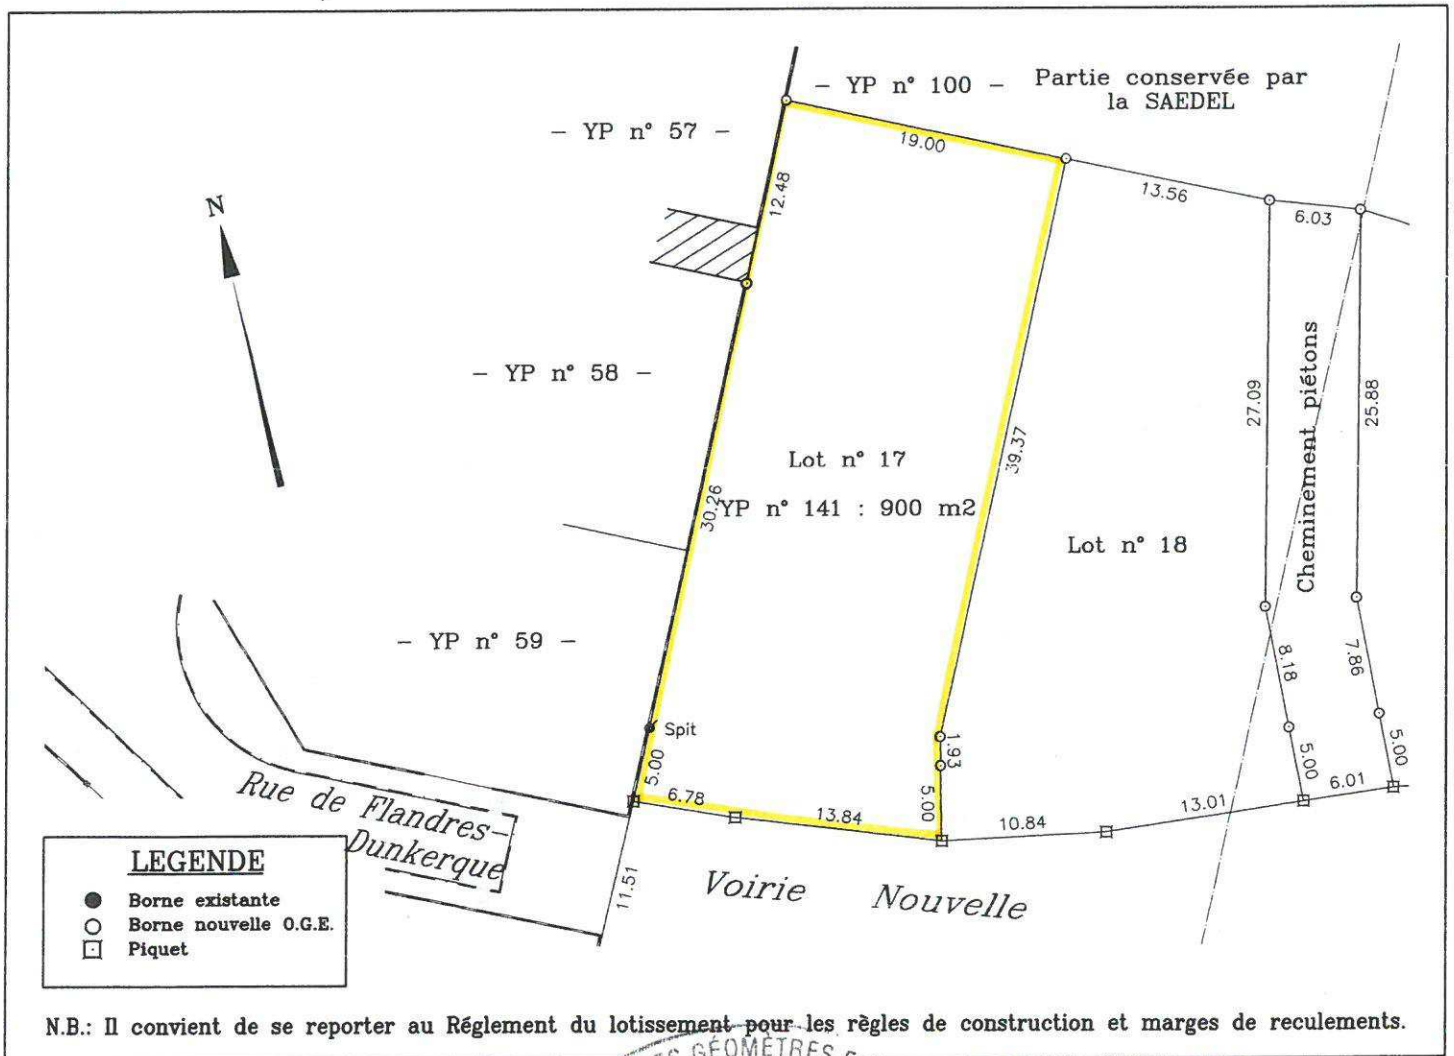 - YP n° 100 -
Partie conservée par
la SAEDEL
- YP n° 57 -
19.00
12.48
13.56
6.03
N
- YP n° 58 -
27.09
25.88
Cheminement piétons
39.37
Lot n° 17
30.26
YP n° 141 : 900 m2
Lot n° 18
- YP n° 59 -
8.18
7.86
Spit
1.93
5.00
5.00
5.00
5.00
6.78
13.84
10.84
13.01
6.01
Rue de Flandres-
Dunkerque
11.51
Voirie Nouvelle
LEGENDE
Borne existante
Borne nouvelle O.G.E.
Piquet
N.B.: Il convient de se reporter au Réglement du lotissement pour les règles de construction et marges de reculements.
GÉOMÈTRES